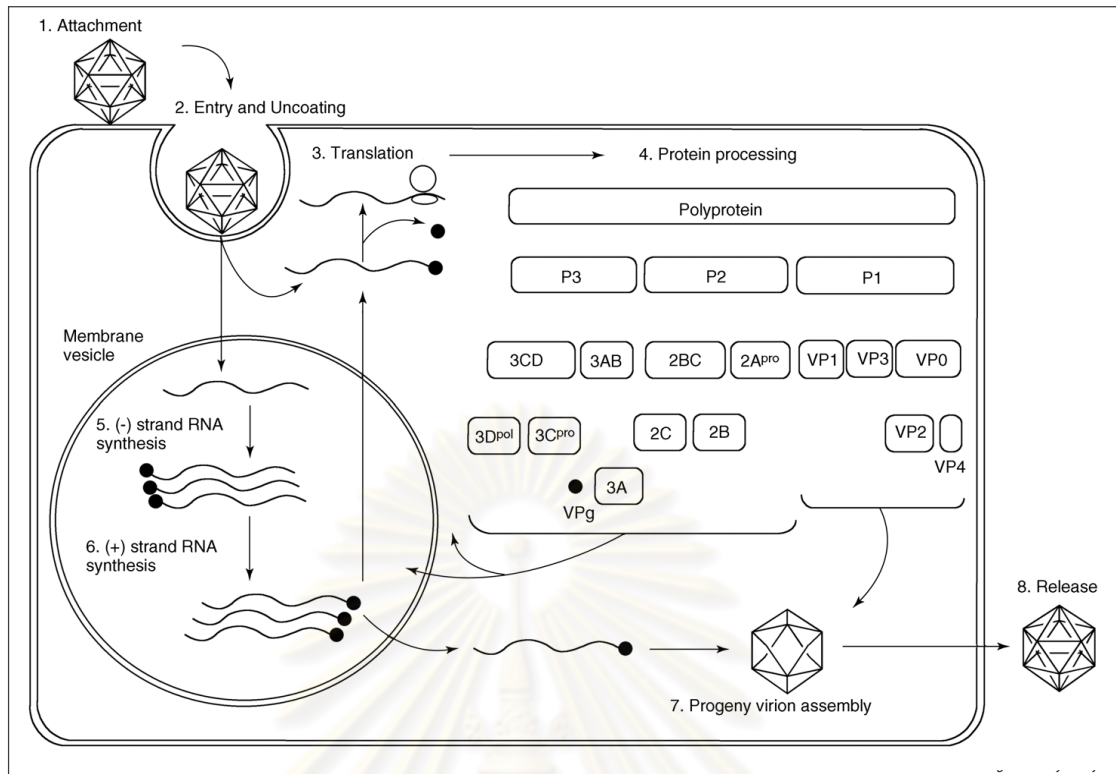 1. Attachment
2. Entry and Uncoating
3. Translation
4. Protein processing
Polyprotein
P3 P2 P1
Membrane
vesicle
3CD 3AB 2BC 2Apro VP1 VP3 VP0
5. (-) strand RNA
synthesis
3Dpol 3Cpro 2C 2B VP2
VP4
3A
VPg
6. (+) strand RNA
synthesis
8. Release
7. Progeny virion assembly